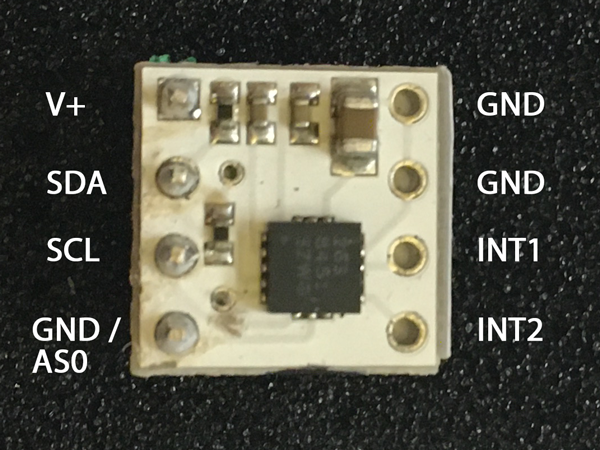 V+
SDA
SCL
GND /
AS0
GND
GND
INT1
INT2